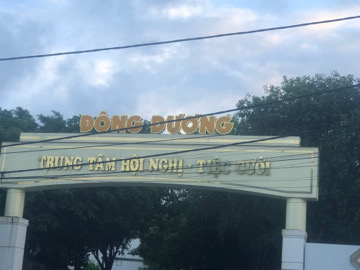 ĐÔNG DƯƠNG
TRUNG TÂM HỘI NGHỊ - TIỆC CƯỚI